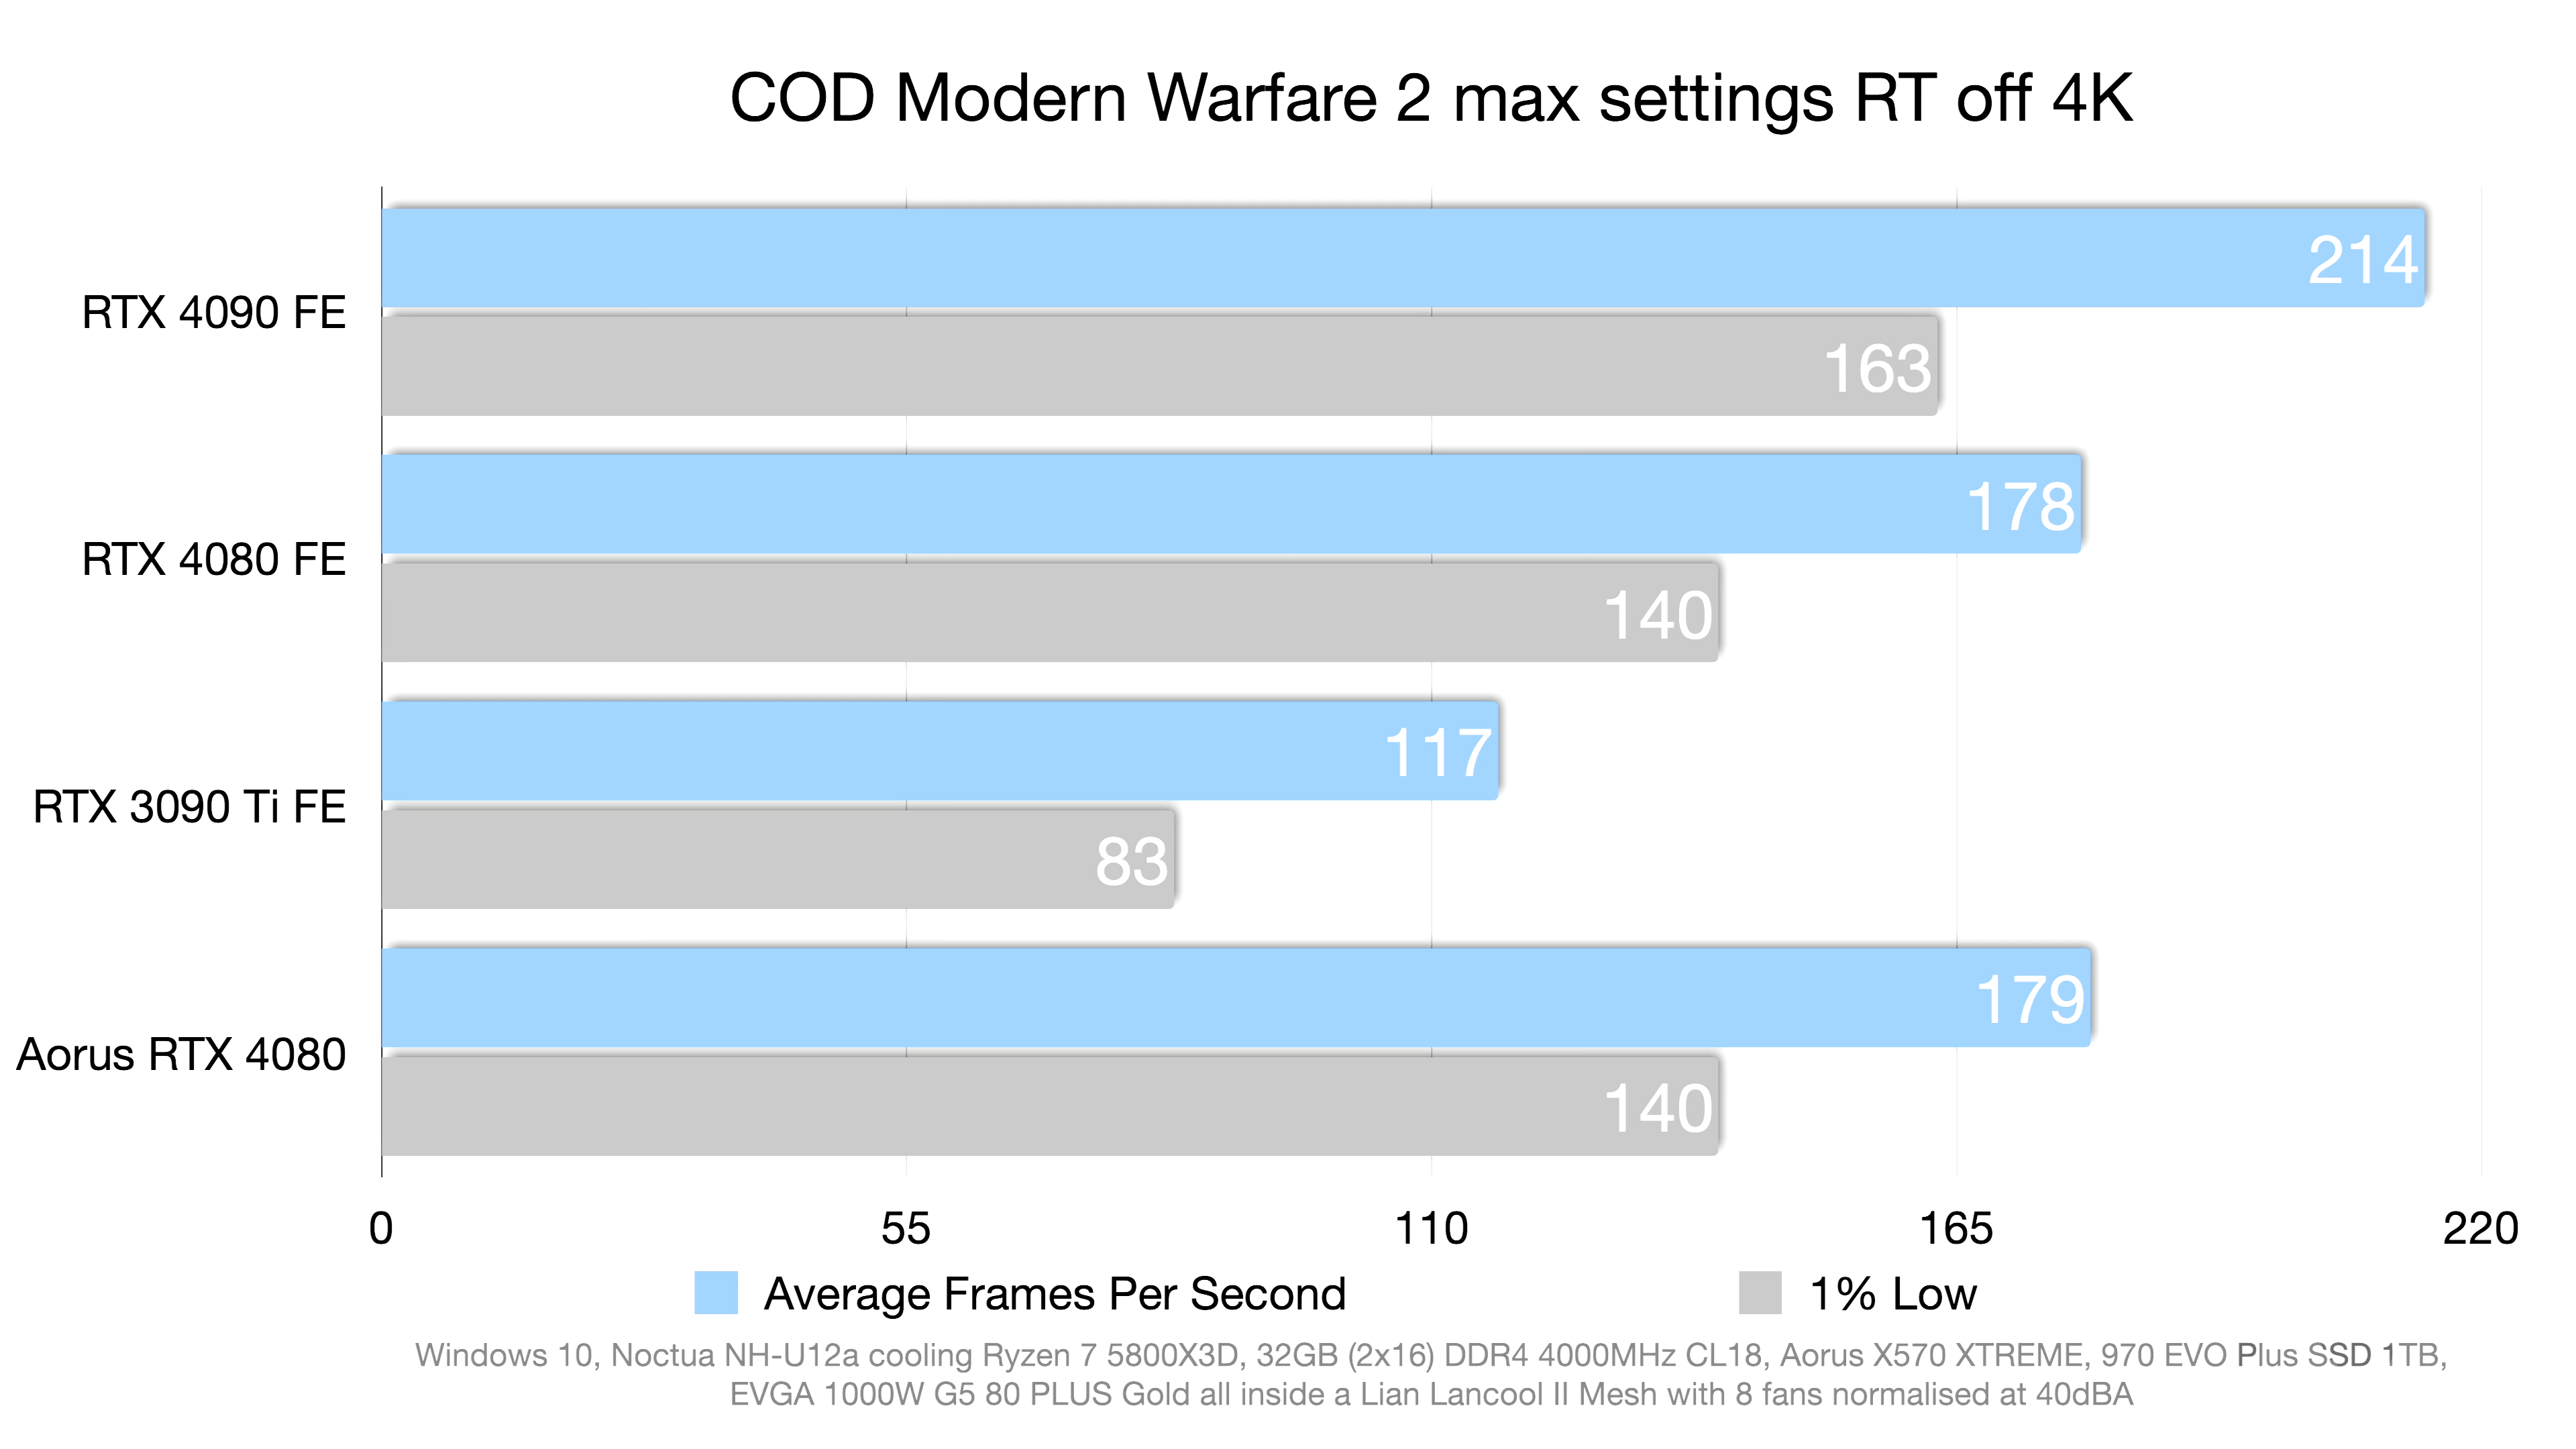 COD Modern Warfare 2 max settings RT off 4K
RTX 4090 FE
214
163
RTX 4080 FE
178
140
RTX 3090 Ti FE
117
83
Aorus RTX 4080
179
140
0 55 110 165 220
Average Frames Per Second 1% Low
Windows 10, Noctua NH-U12a cooling Ryzen 7 5800X3D, 32GB (2x16) DDR4 4000MHz CL18, Aorus X570 XTREME, 970 EVO Plus SSD 1TB,
EVGA 1000W G5 80 PLUS Gold all inside a Lian Lancool II Mesh with 8 fans normalised at 40dBA